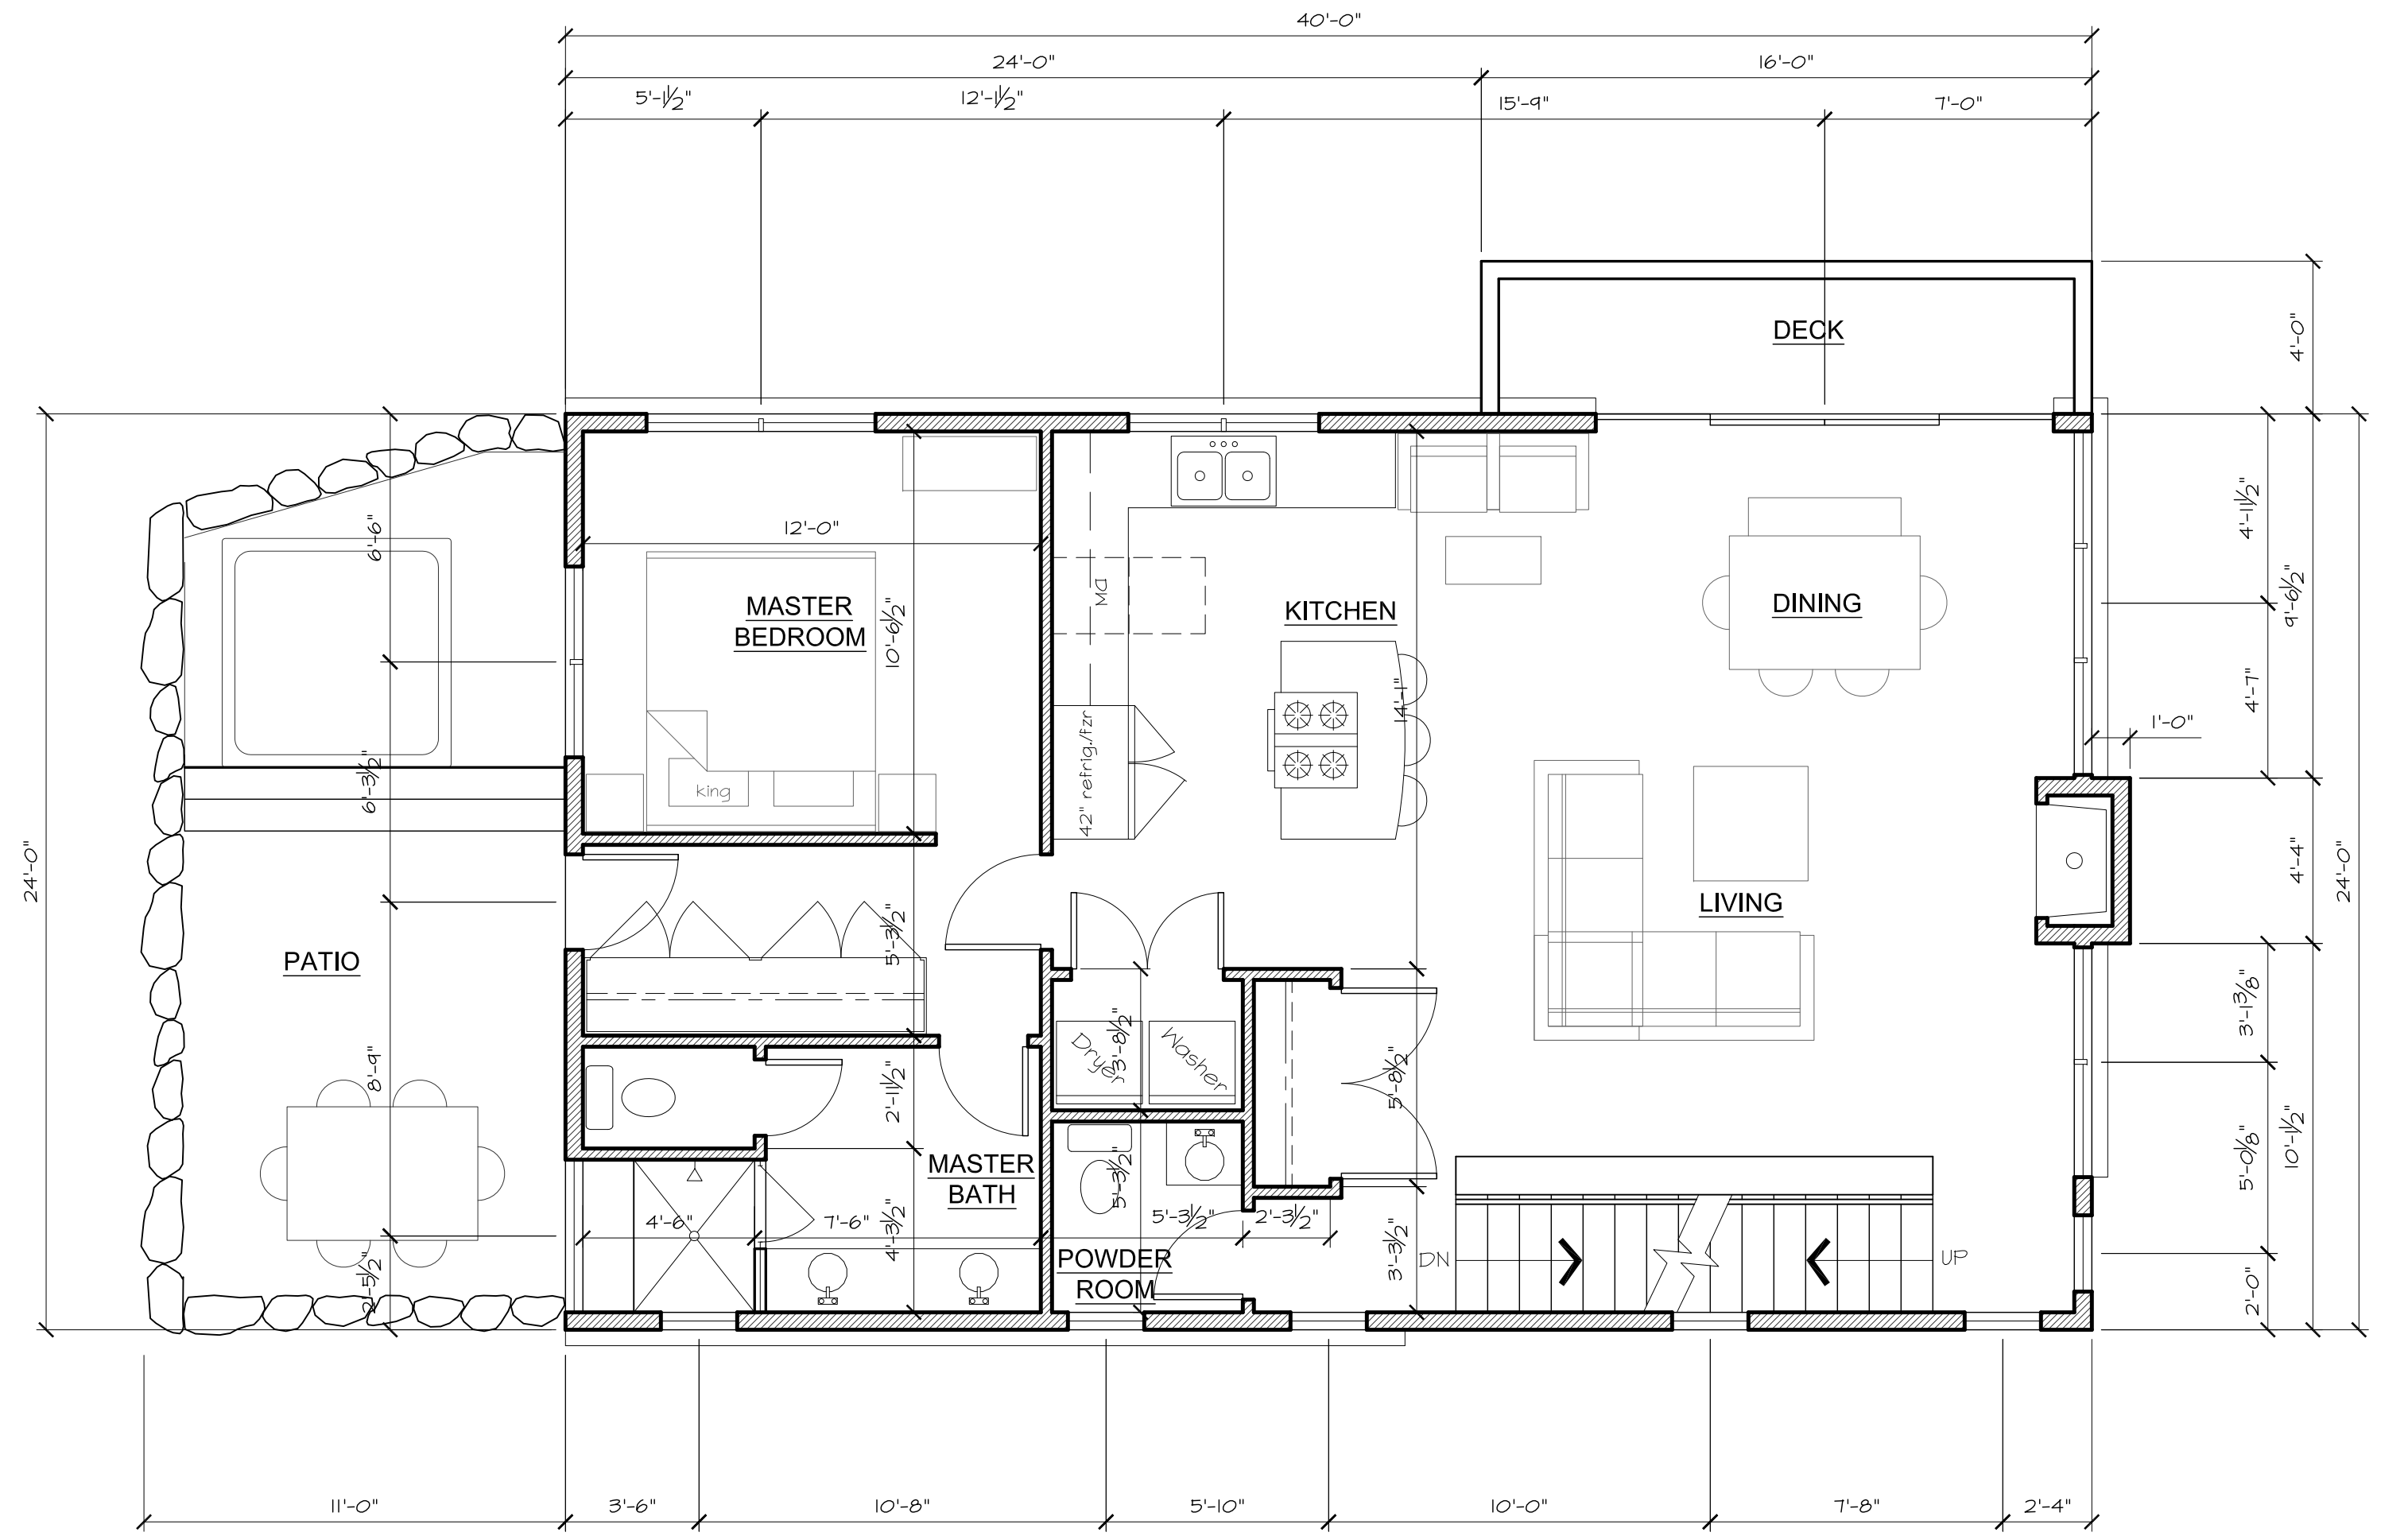 40'-0"
24'-0" 16'-0"
5'-1½" 12'-1½" 15'-9" 7'-0"
DECK
4'-0"
12'-0"
6'-6"
4'-11½"
9'-6½"
MASTER
BEDROOM
10'-6½"
DW
KITCHEN
DINING
4'-7"
14'-1"
1'-0"
42" refrig./fzr
king
6'-3½"
24'-0"
4'-4"
24'-0"
LIVING
5'-3½"
PATIO
3'-1⅜"
Dryer
3'-8½"
Washer
8'-9"
2'-11½"
5'-8½"
10'-1½"
5'-0⅛"
MASTER
BATH
5'-3½"
4'-6" 7'-6" 5'-3½" 2'-3½"
4'-3½"
3'-3½"
POWDER
ROOM
DN UP
2'-5½"
2'-0"
11'-0" 3'-6" 10'-8" 5'-10" 10'-0" 7'-8" 2'-4"